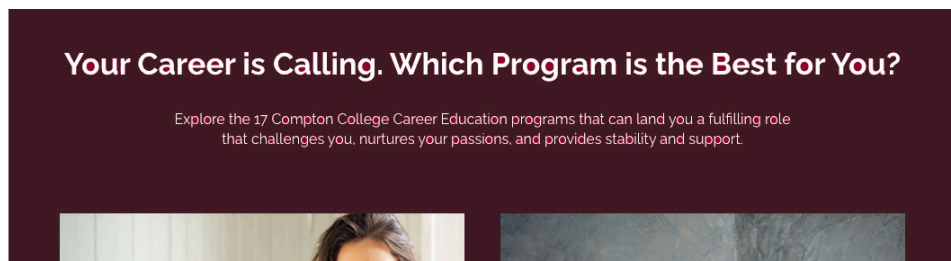 Your Career is Calling. Which Program is the Best for You?
Explore the 17 Compton College Career Education programs that can land you a fulfilling role
that challenges you, nurtures your passions, and provides stability and support.